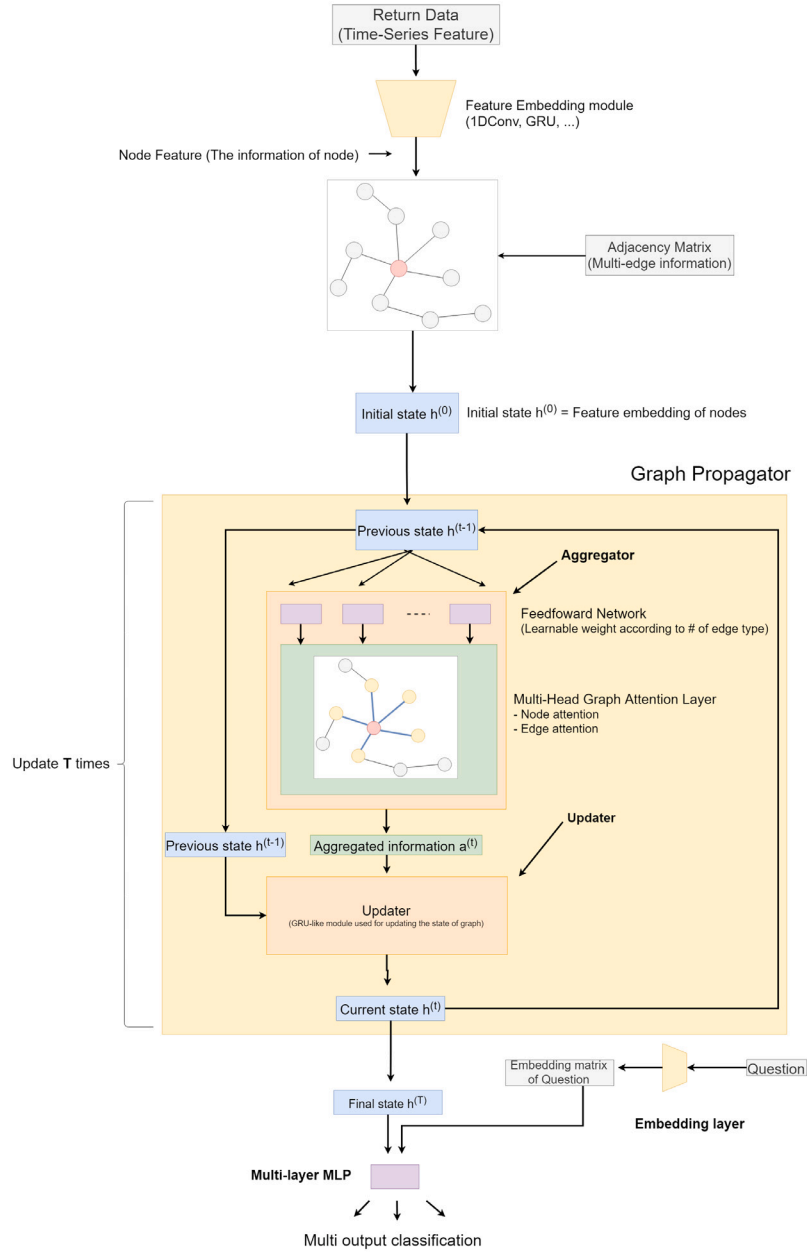 Return Data
(Time-Series Feature)
Feature Embedding module
(1DConv, GRU, ...)
Node Feature (The information of node)
Adjacency Matrix
(Multi-edge information)
Initial state h(0)
Initial state h(0) = Feature embedding of nodes
Graph Propagator
Previous state h(t-1)
Aggregator
Feedfoward Network
(Learnable weight according to # of edge type)
Multi-Head Graph Attention Layer
- Node attention
- Edge attention
Update T times
Updater
Previous state h(t-1)
Aggregated information a(t)
Updater
(GRU-like module used for updating the state of graph)
Current state h(t)
Embedding matrix
of Question
Question
Final state h(T)
Embedding layer
Multi-layer MLP
Multi output classification